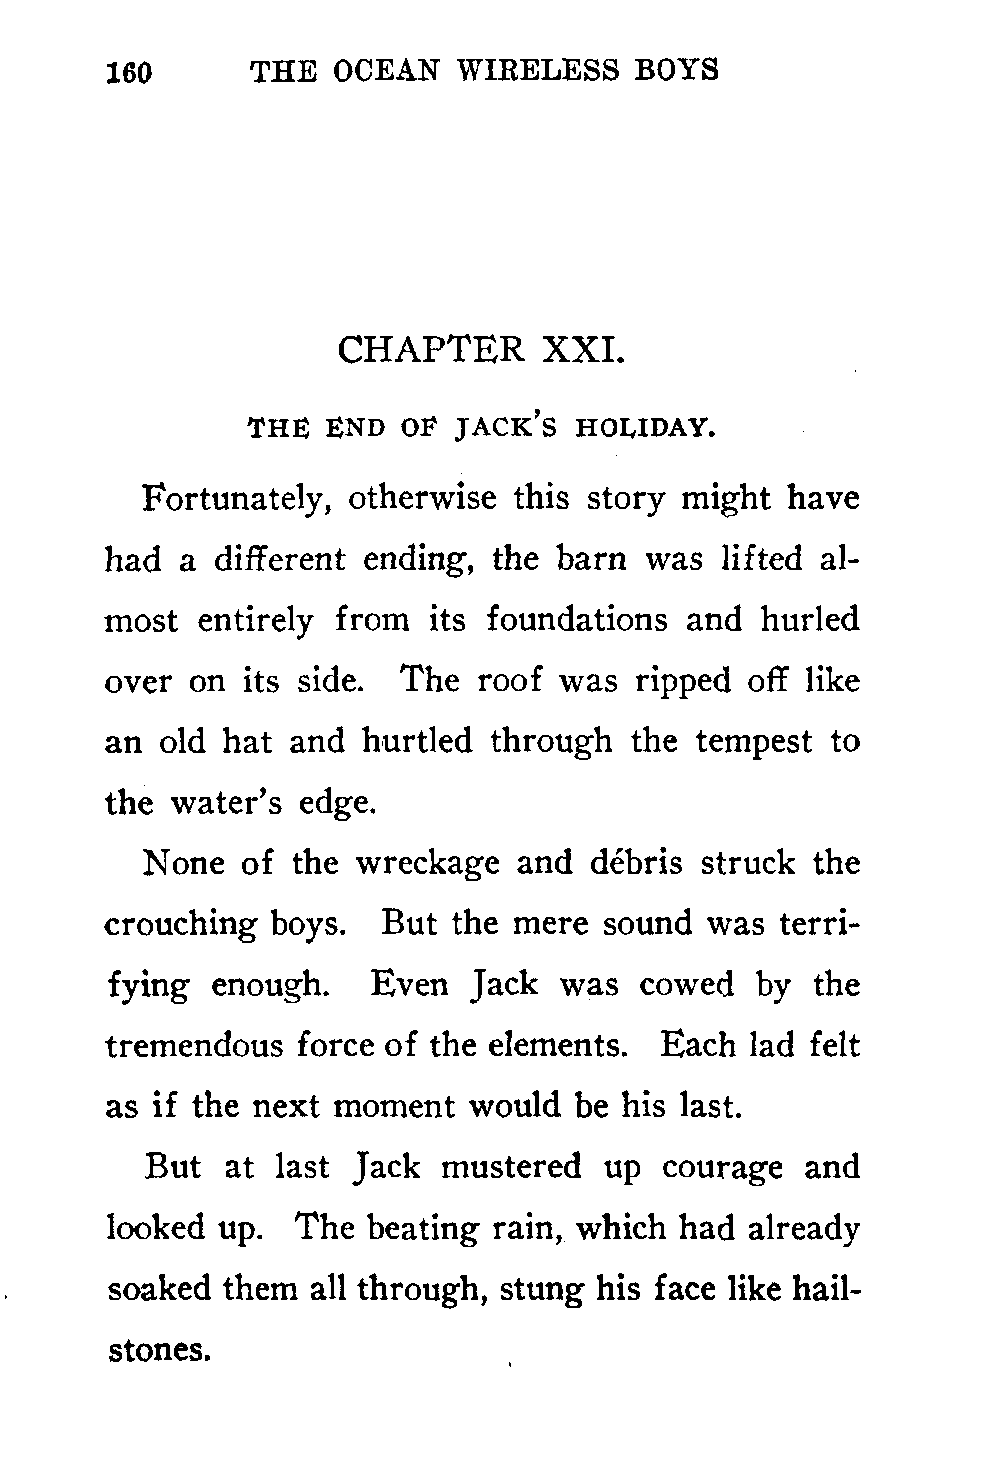 160 THE OCEAN WIRELESS BOYS
CHAPTER XXI.
THE END OF JACK'S HOLIDAY.
Fortunately, otherwise this story might have
had a different ending, the barn was lifted al-
most entirely from its foundations and hurled
over on its side. The roof was ripped off like
an old hat and hurtled through the tempest to
the water's edge.
None of the wreckage and débris struck the
crouching boys. But the mere sound was terri-
fying enough. Even Jack was cowed by the
tremendous force of the elements. Each lad felt
as if the next moment would be his last.
But at last Jack mustered up courage and
looked up. The beating rain, which had already
soaked them all through, stung his face like hail-
stones.